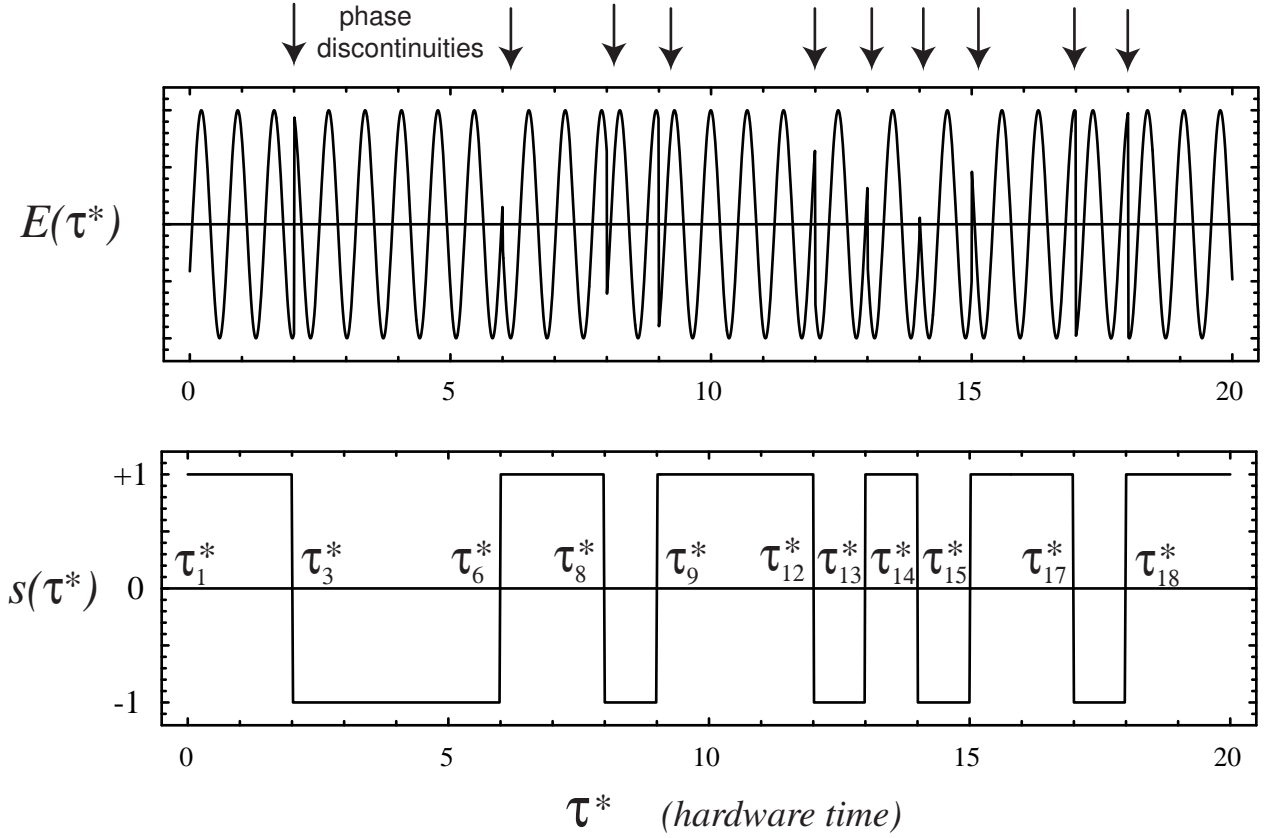 phase
discontinuities
E(τ*)
0 5 10 15 20
+1
τ*₁ τ*₃ τ*₆ τ*₈ τ*₉ τ*₁₂ τ*₁₃ τ*₁₄ τ*₁₅ τ*₁₇ τ*₁₈
s(τ*) 0
-1
0 5 10 15 20
τ* (hardware time)